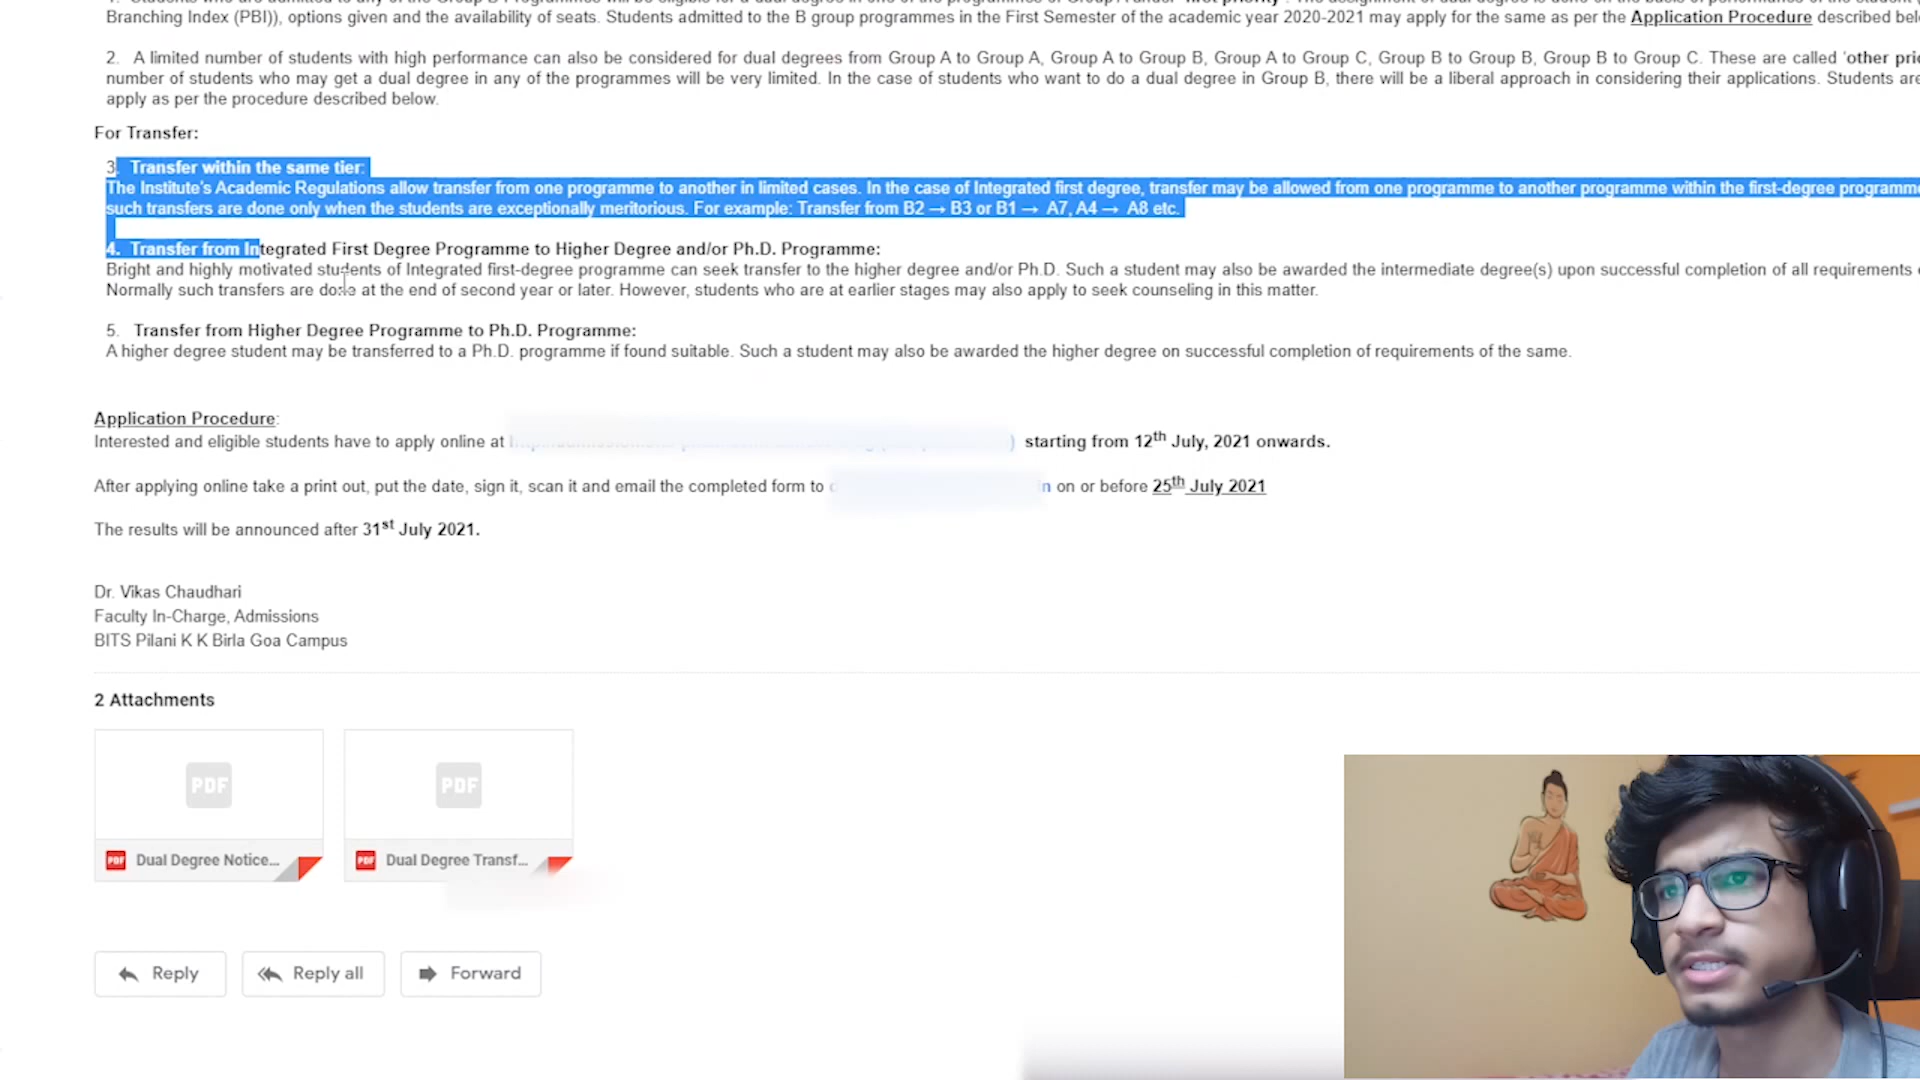 Branching Index (PBI)), options given and the availability of seats. Students admitted to the B group programmes in the First Semester of the academic year 2020-2021 may apply for the same as per the Application Procedure described
2. A limited number of students with high performance can also be considered for dual degrees from Group A to Group A, Group A to Group B, Group A to Group C, Group B to Group B, Group B to Group C. These are called 'other
number of students who may get a dual degree in any of the programmes will be very limited. In the case of students who want to do a dual degree in Group B, there will be a liberal approach in considering their applications. Students are
apply as per the procedure described below.
For Transfer:
3. Transfer within the same tier:
The Institute's Academic Regulations allow transfer from one programme to another in limited cases. In the case of Integrated first degree, transfer may be allowed from one programme to another programme within the first-degree programme
such transfers are done only when the students are exceptionally meritorious. For example: Transfer from B2 → B3 or B1 → A7, A4 → A8 etc.
4. Transfer from Integrated First Degree Programme to Higher Degree and/or Ph.D. Programme:
Bright and highly motivated students of Integrated first-degree programme can seek transfer to the higher degree and/or Ph.D. Such a student may also be awarded the intermediate degree(s) upon successful completion of all requirements
Normally such transfers are done at the end of second year or later. However, students who are at earlier stages may also apply to seek counseling in this matter.
5. Transfer from Higher Degree Programme to Ph.D. Programme:
A higher degree student may be transferred to a Ph.D. programme if found suitable. Such a student may also be awarded the higher degree on successful completion of requirements of the same.
Application Procedure:
Interested and eligible students have to apply online at ) starting from 12th July, 2021 onwards.
After applying online take a print out, put the date, sign it, scan it and email the completed form to in on or before 25th July 2021
The results will be announced after 31st July 2021.
Dr. Vikas Chaudhari
Faculty In-Charge, Admissions
BITS Pilani K K Birla Goa Campus
2 Attachments
PDF PDF
PDF Dual Degree Notice... PDF Dual Degree Transf...
Reply Reply all Forward